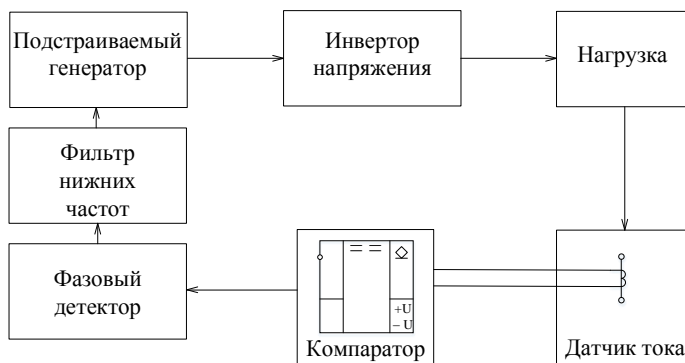 Подстраиваемый
генератор
Инвертор
напряжения
Нагрузка
Фильтр
нижних
частот
Фазовый
детектор
= =
+U
– U
Компаратор
Датчик тока